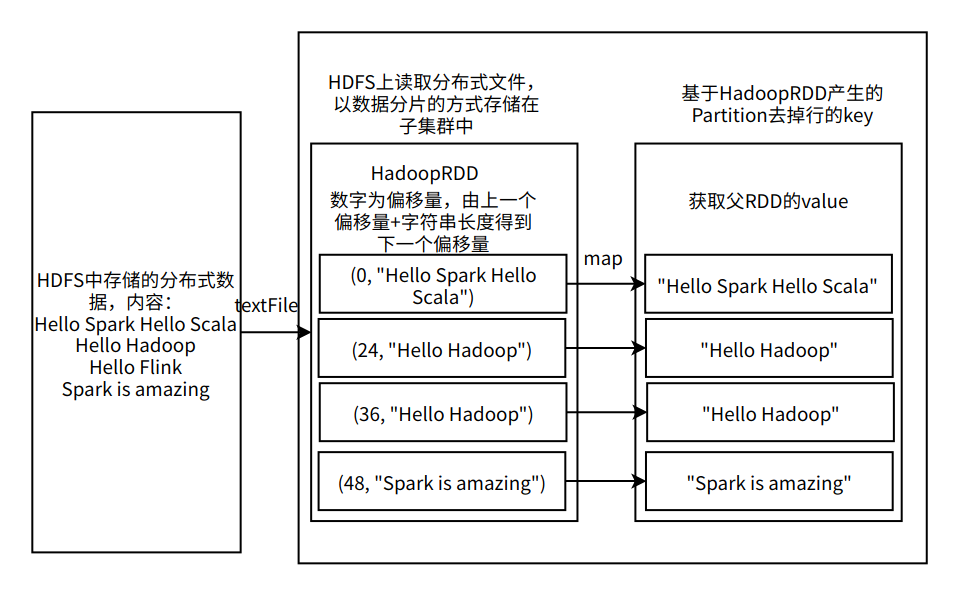 HDFS中存储的分布式数
据，内容：
Hello Spark Hello Scala
Hello Hadoop
Hello Flink
Spark is amazing
textFile
HDFS上读取分布式文件，
以数据分片的方式存储在
子集群中
HadoopRDD
数字为偏移量，由上一个
偏移量+字符串长度得到
下一个偏移量
(0, "Hello Spark Hello
Scala")
(24, "Hello Hadoop")
(36, "Hello Hadoop")
(48, "Spark is amazing")
map
基于HadoopRDD产生的
Partition去掉行的key
获取父RDD的value
"Hello Spark Hello Scala"
"Hello Hadoop"
"Hello Hadoop"
"Spark is amazing"